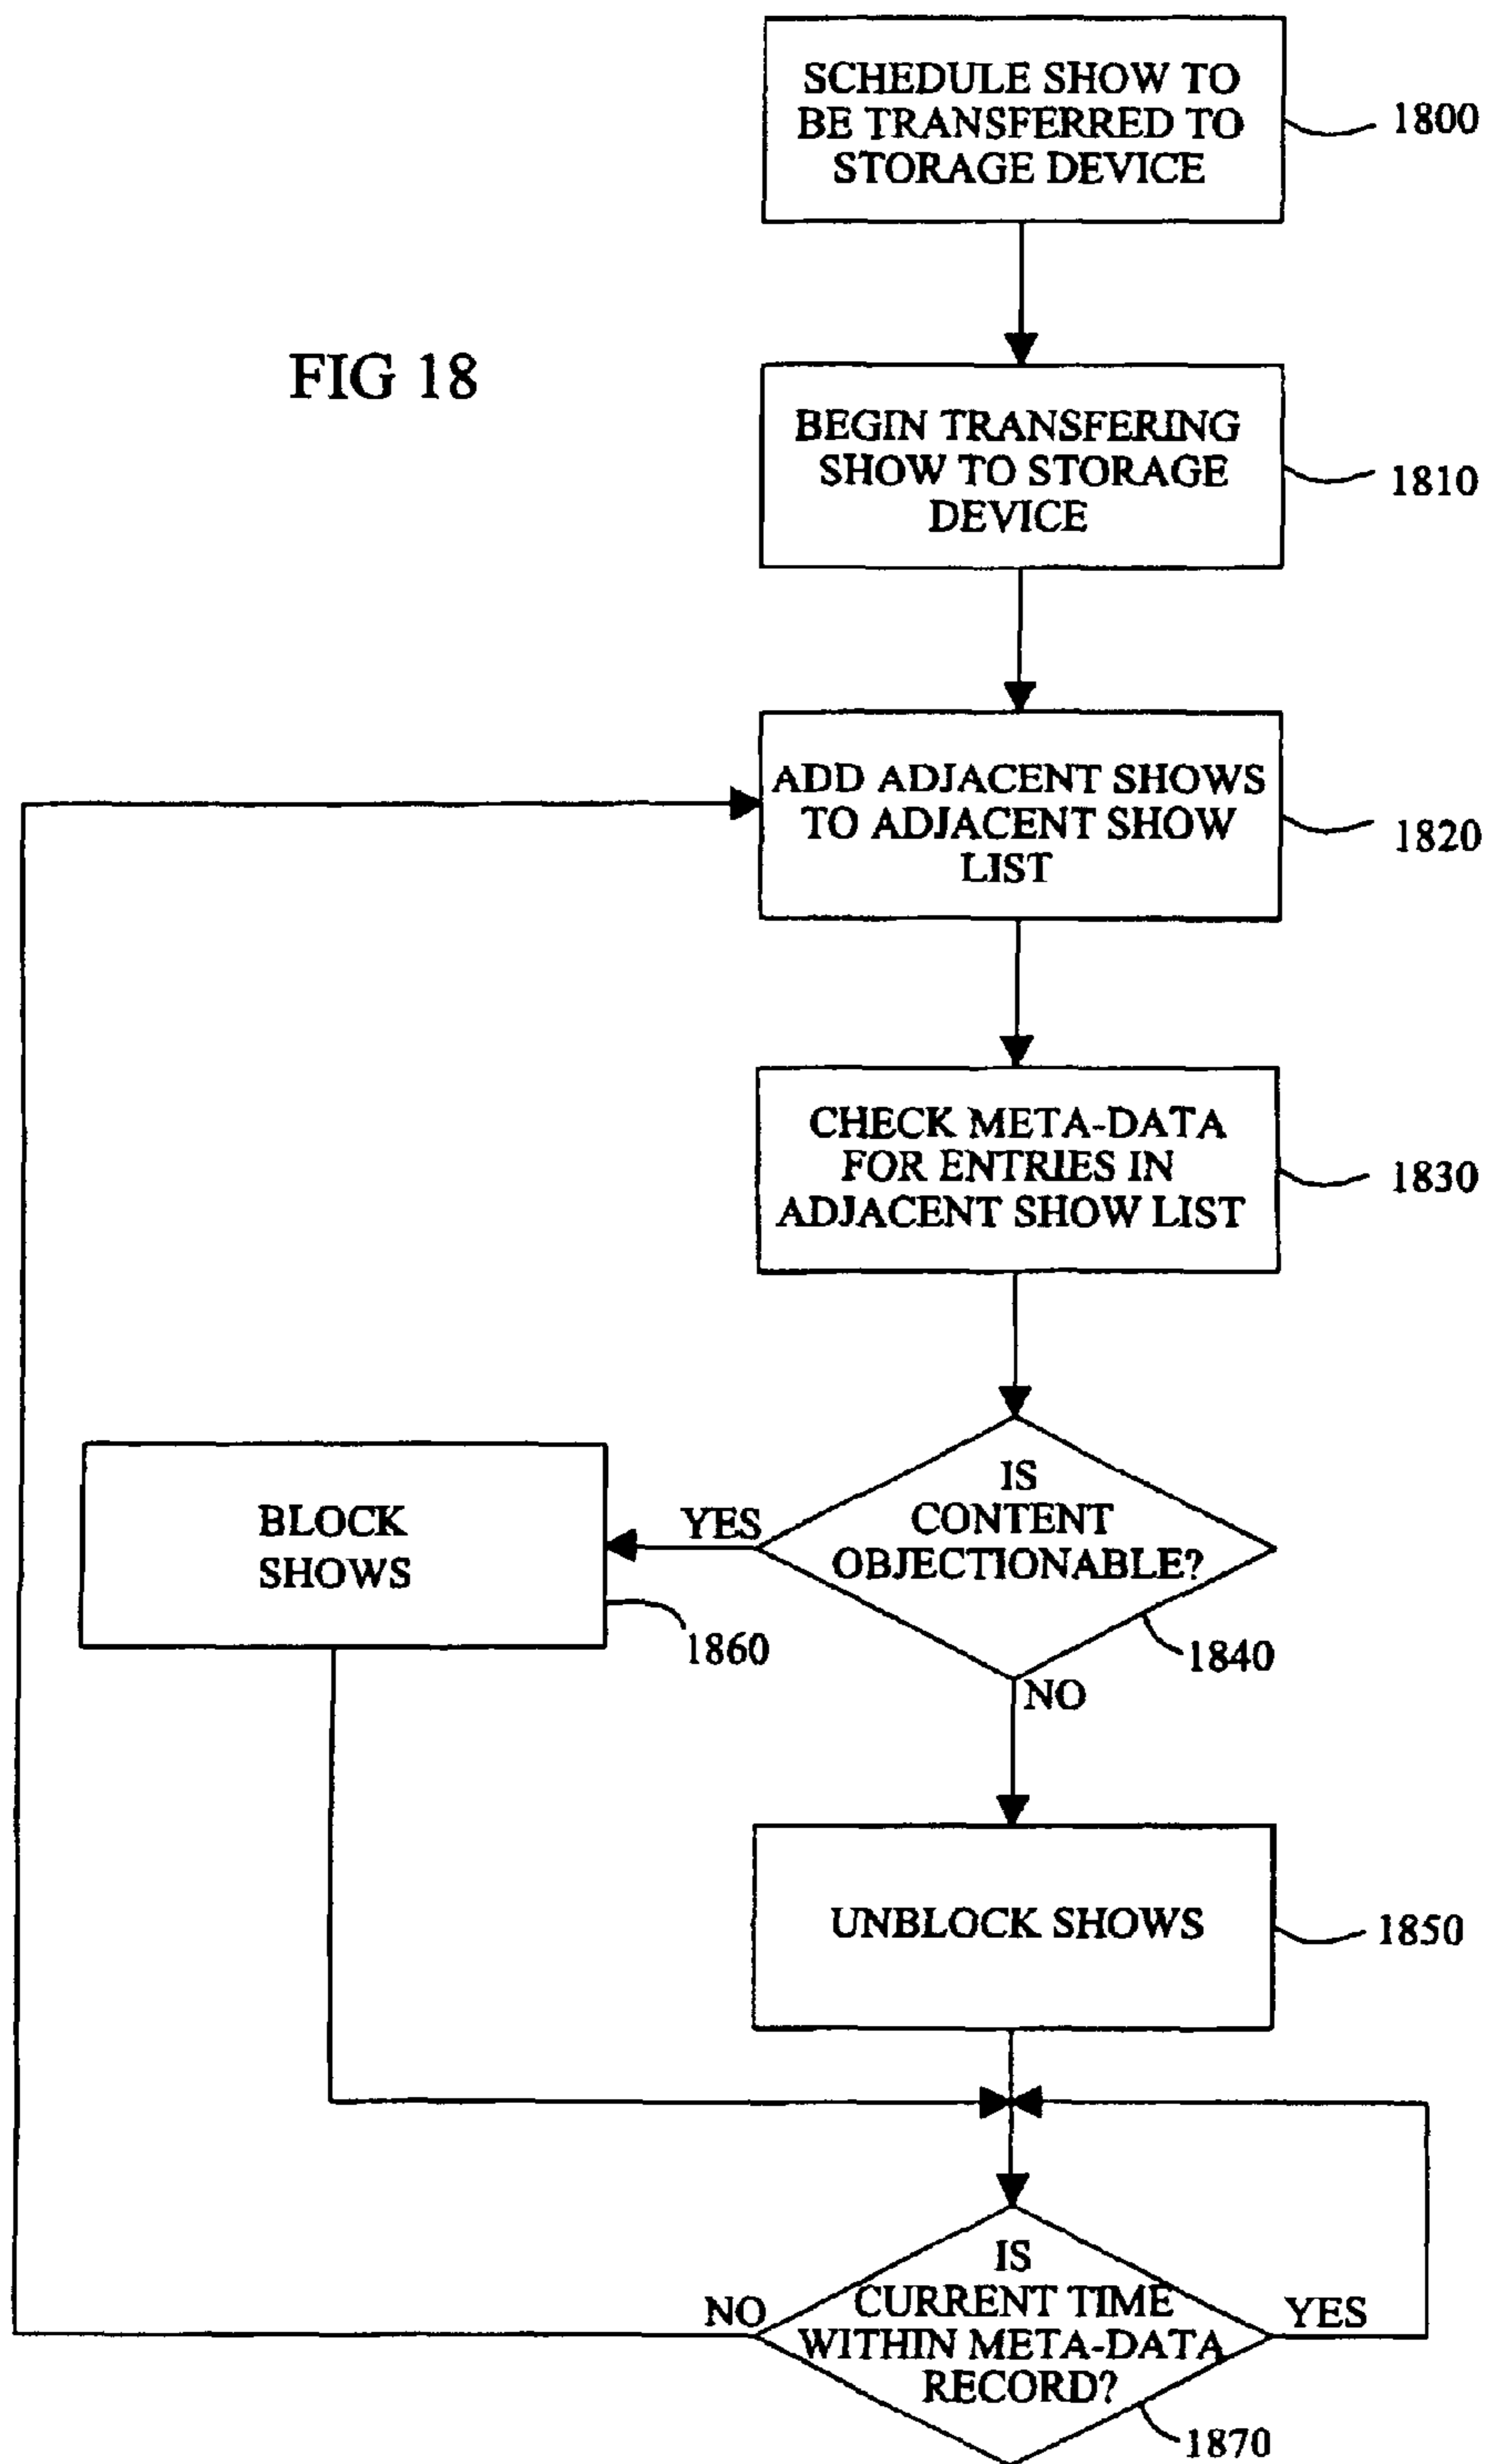 SCHEDULE SHOW TO
BE TRANSFERRED TO
STORAGE DEVICE
1800
FIG 18
BEGIN TRANSFERING
SHOW TO STORAGE
DEVICE
1810
ADD ADJACENT SHOWS
TO ADJACENT SHOW
LIST
1820
CHECK META-DATA
FOR ENTRIES IN
ADJACENT SHOW LIST
1830
IS
CONTENT
OBJECTIONABLE?
1840
YES
BLOCK
SHOWS
1860
NO
UNBLOCK SHOWS
1850
IS
CURRENT TIME
WITHIN META-DATA
RECORD?
NO
YES
1870